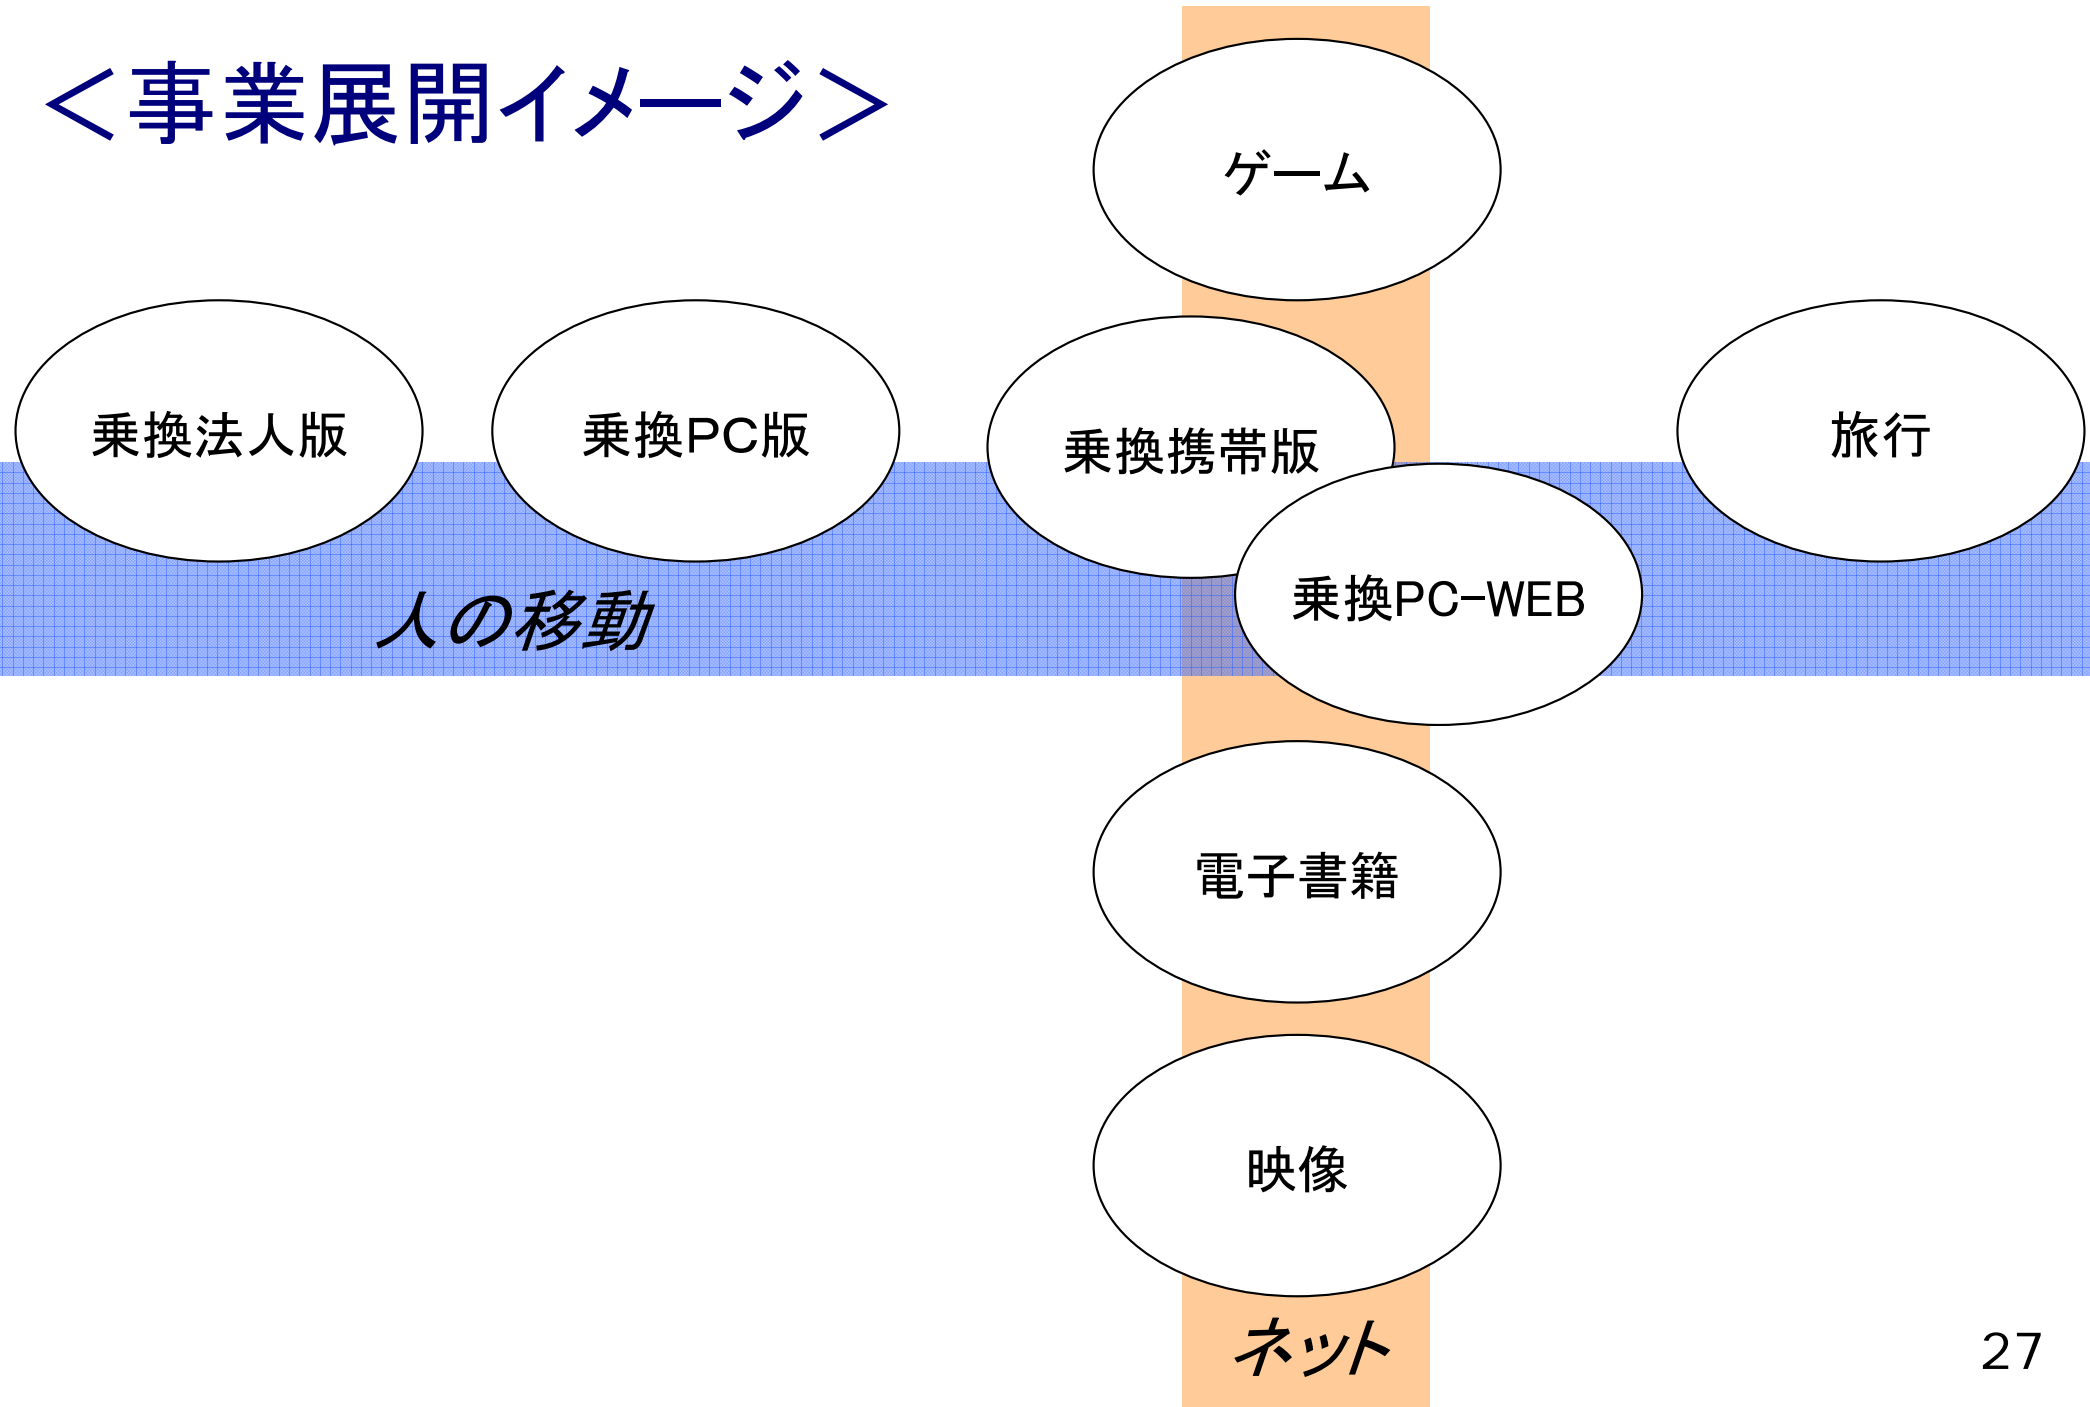 ＜事業展開イメージ＞
ゲーム
乗換法人版
乗換PC版
乗換携帯版
旅行
乗換PC-WEB
人の移動
電子書籍
映像
ネット
27